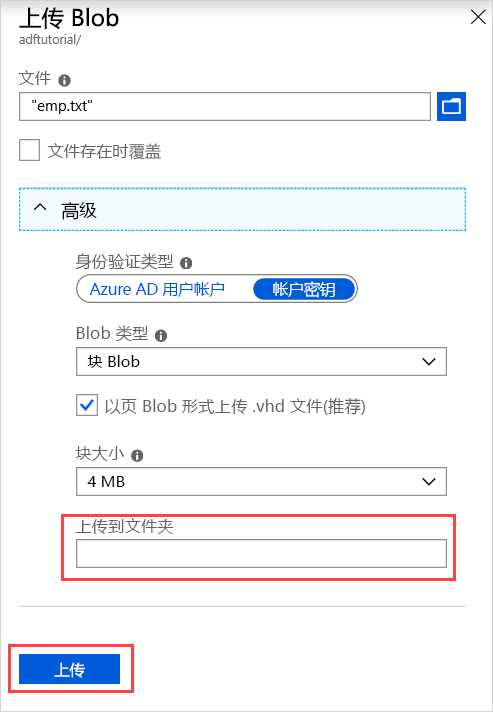 上传 Blob
adftutorial/
文件
"emp.txt"
文件存在时覆盖
高级
身份验证类型
Azure AD 用户帐户 帐户密钥
Blob 类型
块 Blob
以页 Blob 形式上传 .vhd 文件(推荐)
块大小
4 MB
上传到文件夹
上传